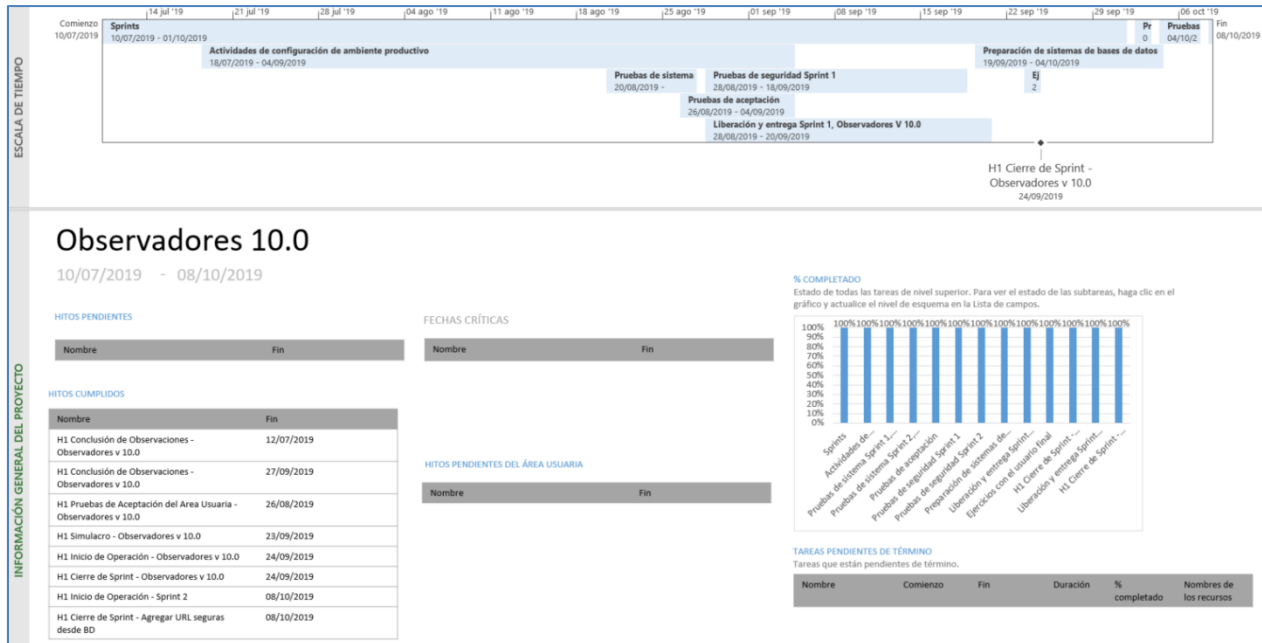 14 jul '19 21 jul '19 28 jul '19 04 ago '19 11 ago '19 18 ago '19 25 ago '19 01 sep '19 08 sep '19 15 sep '19 22 sep '19 29 sep '19 06 oct '19
Comienzo
10/07/2019
Sprints
10/07/2019 - 01/10/2019
Pr
0
Pruebas
04/10/2
Fin
08/10/2019
Actividades de configuración de ambiente productivo
18/07/2019 - 04/09/2019
Preparación de sistemas de bases de datos
19/09/2019 - 04/10/2019
Pruebas de sistema
20/08/2019 -
Pruebas de seguridad Sprint 1
28/08/2019 - 18/09/2019
Ej
2
Pruebas de aceptación
26/08/2019 - 04/09/2019
Liberación y entrega Sprint 1, Observadores V 10.0
28/08/2019 - 20/09/2019
H1 Cierre de Sprint -
Observadores v 10.0
24/09/2019
ESCALA DE TIEMPO
INFORMACIÓN GENERAL DEL PROYECTO
Observadores 10.0
10/07/2019 - 08/10/2019
HITOS PENDIENTES
Nombre Fin
HITOS CUMPLIDOS
Nombre Fin
H1 Conclusión de Observaciones -
Observadores v 10.0
12/07/2019
H1 Conclusión de Observaciones -
Observadores v 10.0
27/09/2019
H1 Pruebas de Aceptación del Area Usuaria -
Observadores v 10.0
26/08/2019
H1 Simulacro - Observadores v 10.0 23/09/2019
H1 Inicio de Operación - Observadores v 10.0 24/09/2019
H1 Cierre de Sprint - Observadores v 10.0 24/09/2019
H1 Inicio de Operación - Sprint 2 08/10/2019
H1 Cierre de Sprint - Agregar URL seguras
desde BD
08/10/2019
FECHAS CRÍTICAS
Nombre Fin
HITOS PENDIENTES DEL ÁREA USUARIA
Nombre Fin
% COMPLETADO
Estado de todas las tareas de nivel superior. Para ver el estado de las subtareas, haga clic en el
gráfico y actualice el nivel de esquema en la Lista de campos.
100% 100% 100% 100% 100% 100% 100% 100% 100% 100% 100% 100% 100%
100%
90%
80%
70%
60%
50%
40%
30%
20%
10%
0%
Sprints
Actividades de...
Pruebas de sistema Sprint 1,...
Pruebas de sistema Sprint 2,...
Pruebas de aceptación
Pruebas de seguridad Sprint 1
Pruebas de seguridad Sprint 2
Preparación de sistemas de...
Liberación y entrega Sprint...
Ejercicios con el usuario final
H1 Cierre de Sprint -...
Liberación y entrega Sprint...
H1 Cierre de Sprint -...
TAREAS PENDIENTES DE TÉRMINO
Tareas que están pendientes de término.
Nombre Comienzo Fin Duración %
completado
Nombres de
los recursos